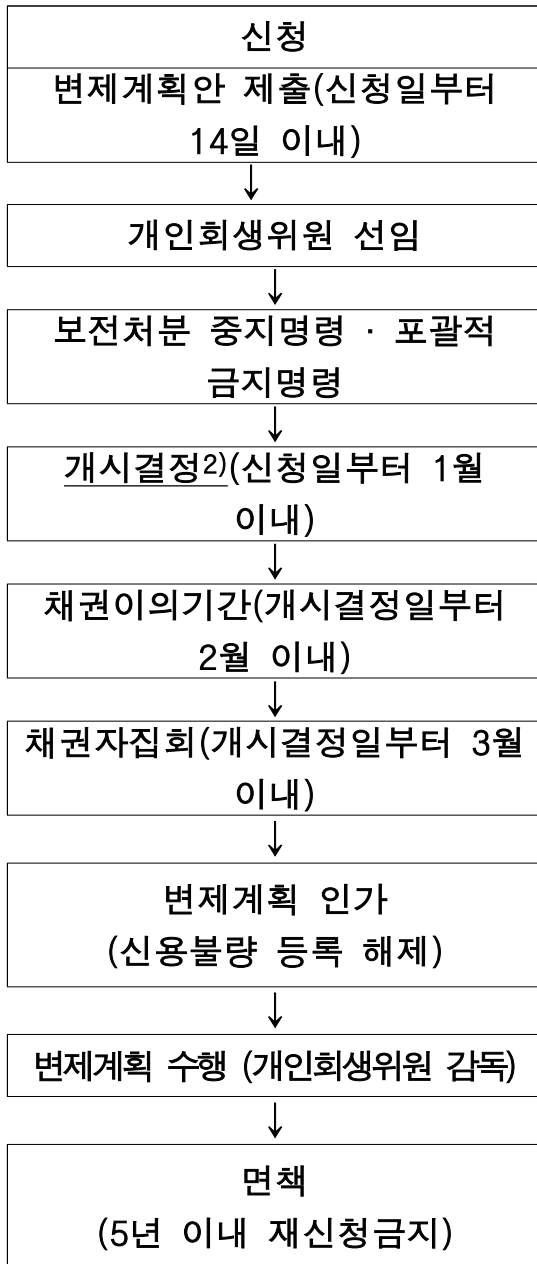 신청
변제계획안 제출(신청일부터
14일 이내)
개인회생위원 선임
보전처분 중지명령 · 포괄적
금지명령
개시결정2)(신청일부터 1월
이내)
채권이의기간(개시결정일부터
2월 이내)
채권자집회(개시결정일부터 3월
이내)
변제계획 인가
(신용불량 등록 해제)
변제계획 수행 (개인회생위원 감독)
면책
(5년 이내 재신청금지)